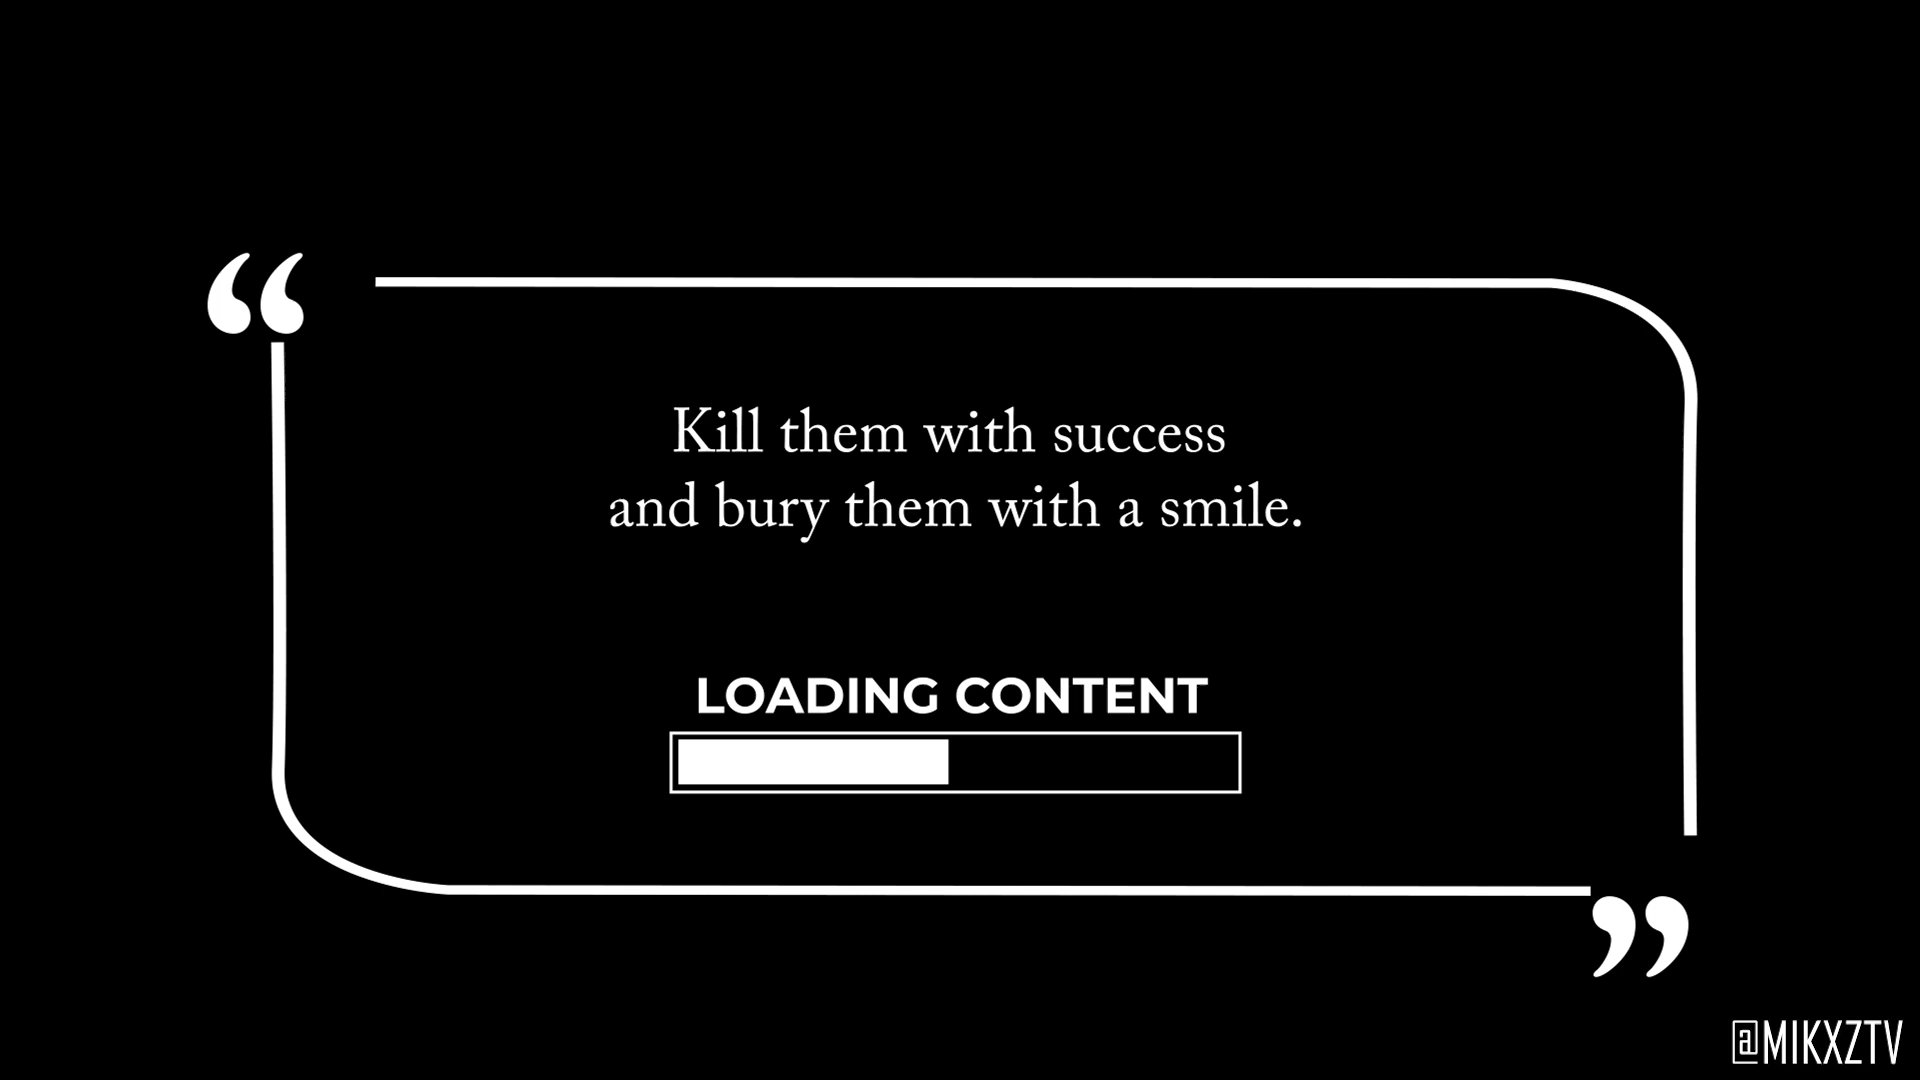 Kill them with success
and bury them with a smile.
LOADING CONTENT
@MIKXZTV